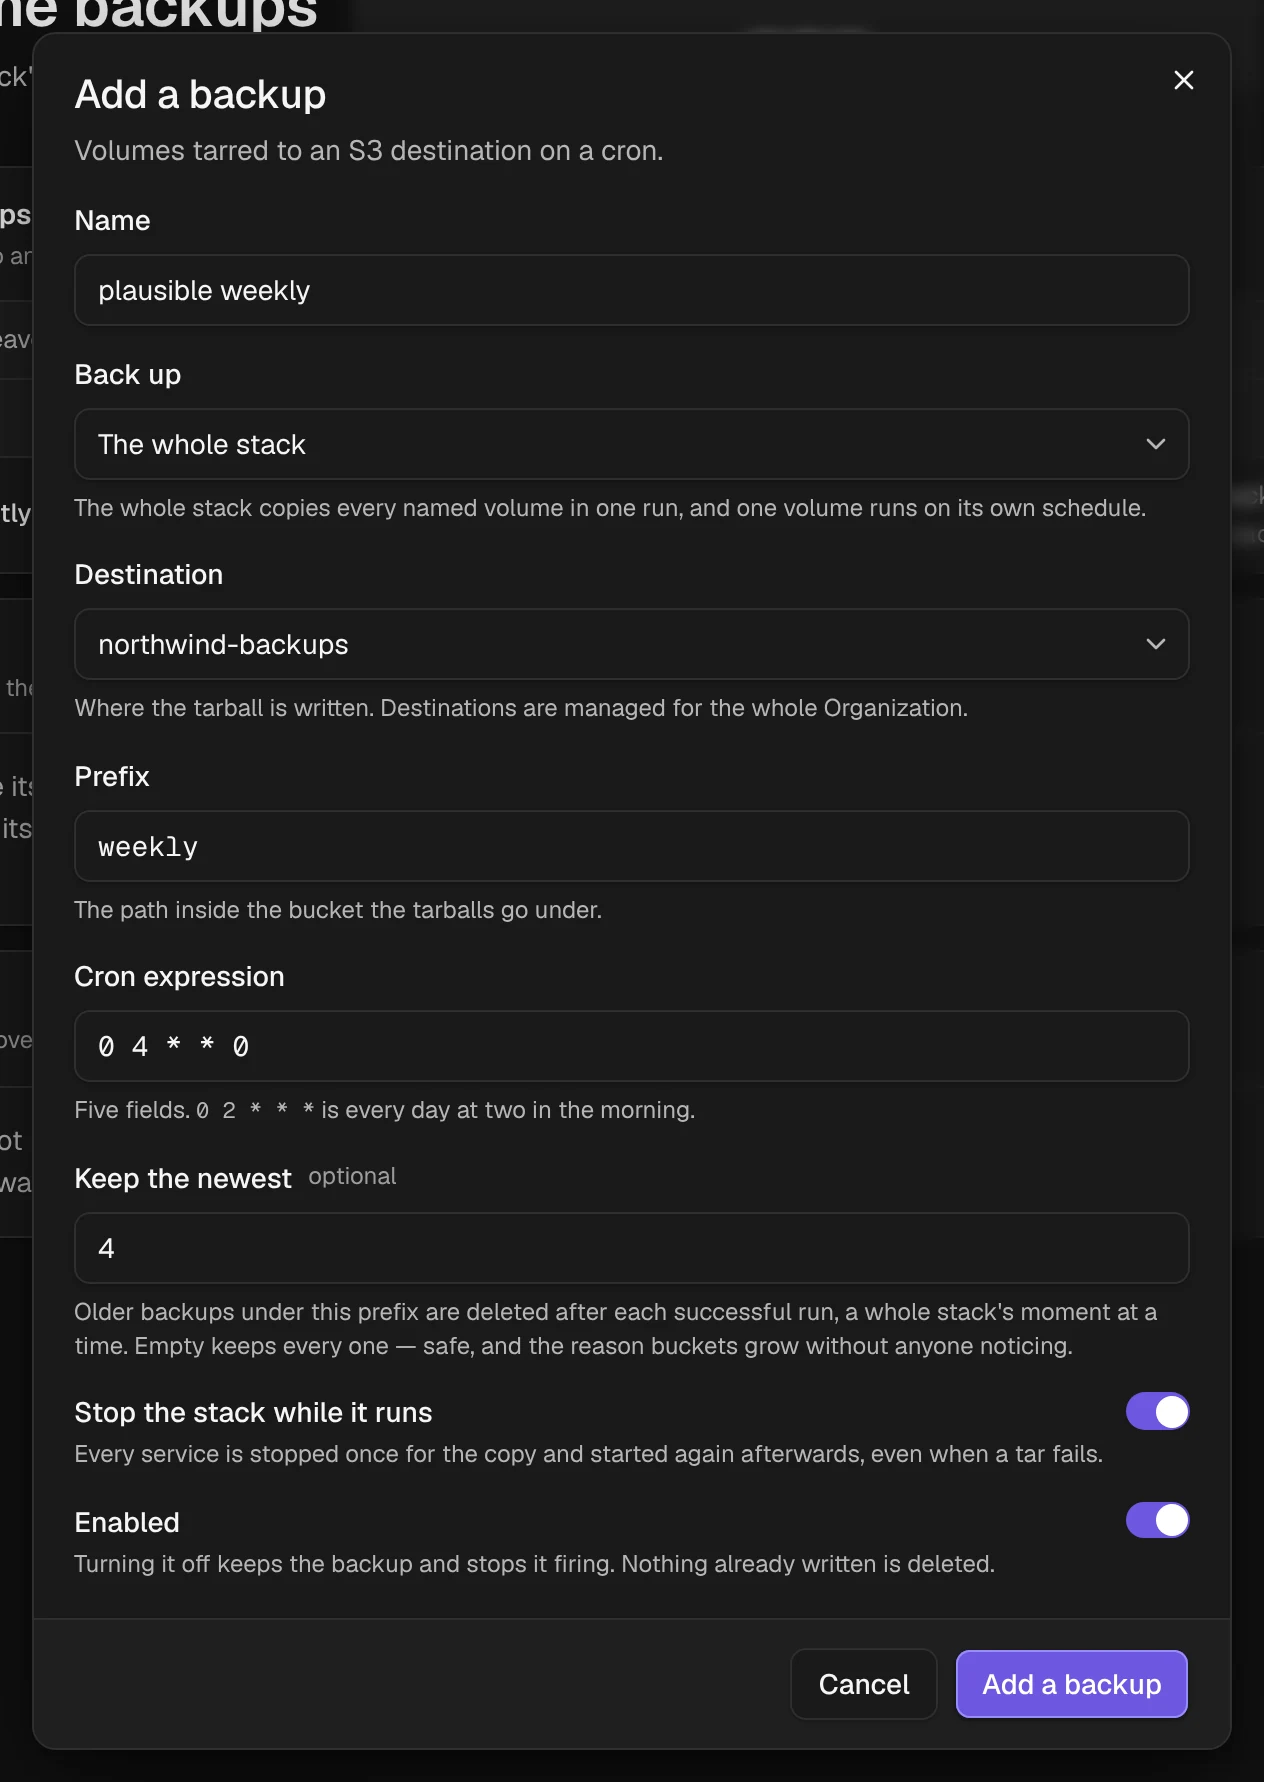 backups
Add a backup
Volumes tarred to an S3 destination on a cron.
Name
plausible weekly
Back up
The whole stack
The whole stack copies every named volume in one run, and one volume runs on its own schedule.
Destination
northwind-backups
Where the tarball is written. Destinations are managed for the whole Organization.
Prefix
weekly
The path inside the bucket the tarballs go under.
Cron expression
0 4 * * 0
Five fields. 0 2 * * * is every day at two in the morning.
Keep the newest optional
4
Older backups under this prefix are deleted after each successful run, a whole stack's moment at a
time. Empty keeps every one — safe, and the reason buckets grow without anyone noticing.
Stop the stack while it runs
Every service is stopped once for the copy and started again afterwards, even when a tar fails.
Enabled
Turning it off keeps the backup and stops it firing. Nothing already written is deleted.
Cancel
Add a backup